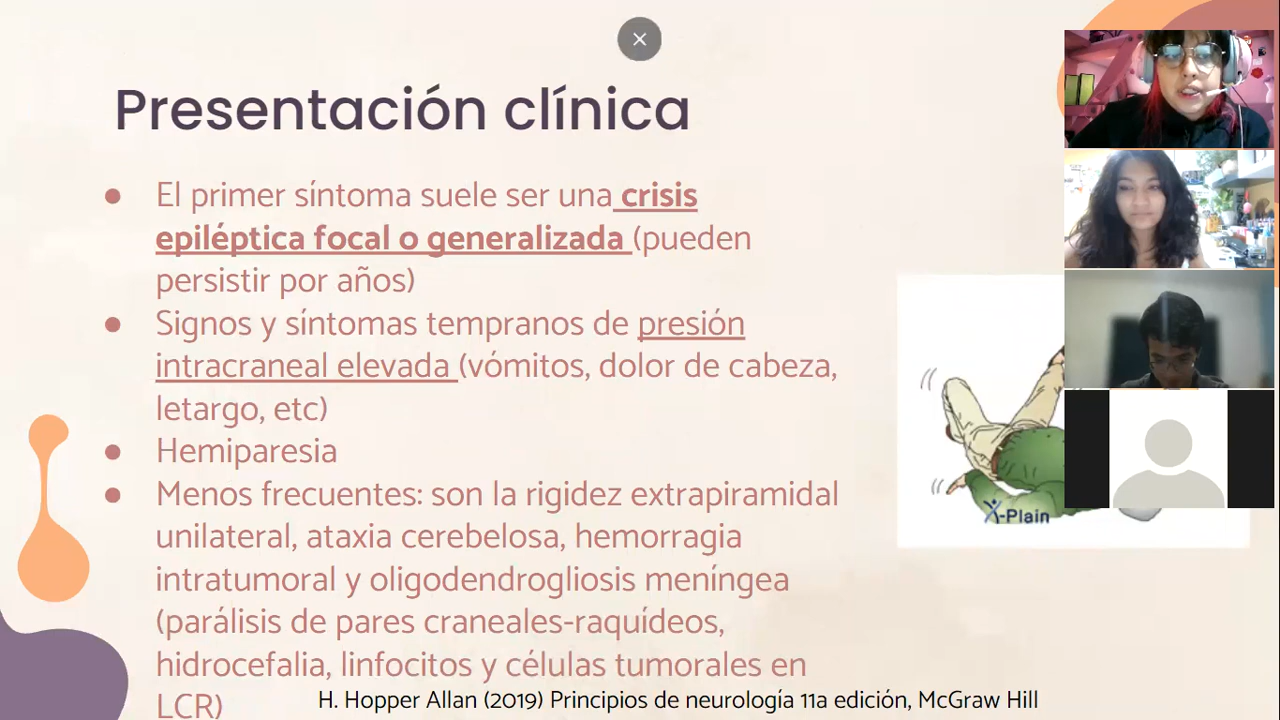 Presentación clínica
● El primer síntoma suele ser una crisis
epiléptica focal o generalizada (pueden
persistir por años)
● Signos y síntomas tempranos de presión
intracraneal elevada (vómitos, dolor de cabeza,
letargo, etc)
● Hemiparesia
● Menos frecuentes: son la rigidez extrapiramidal
unilateral, ataxia cerebelosa, hemorragia
intratumoral y oligodendrogliosis meníngea
(parálisis de pares craneales-raquídeos,
hidrocefalia, linfocitos y células tumorales en
LCR)
X-Plain
H. Hopper Allan (2019) Principios de neurología 11a edición, McGraw Hill